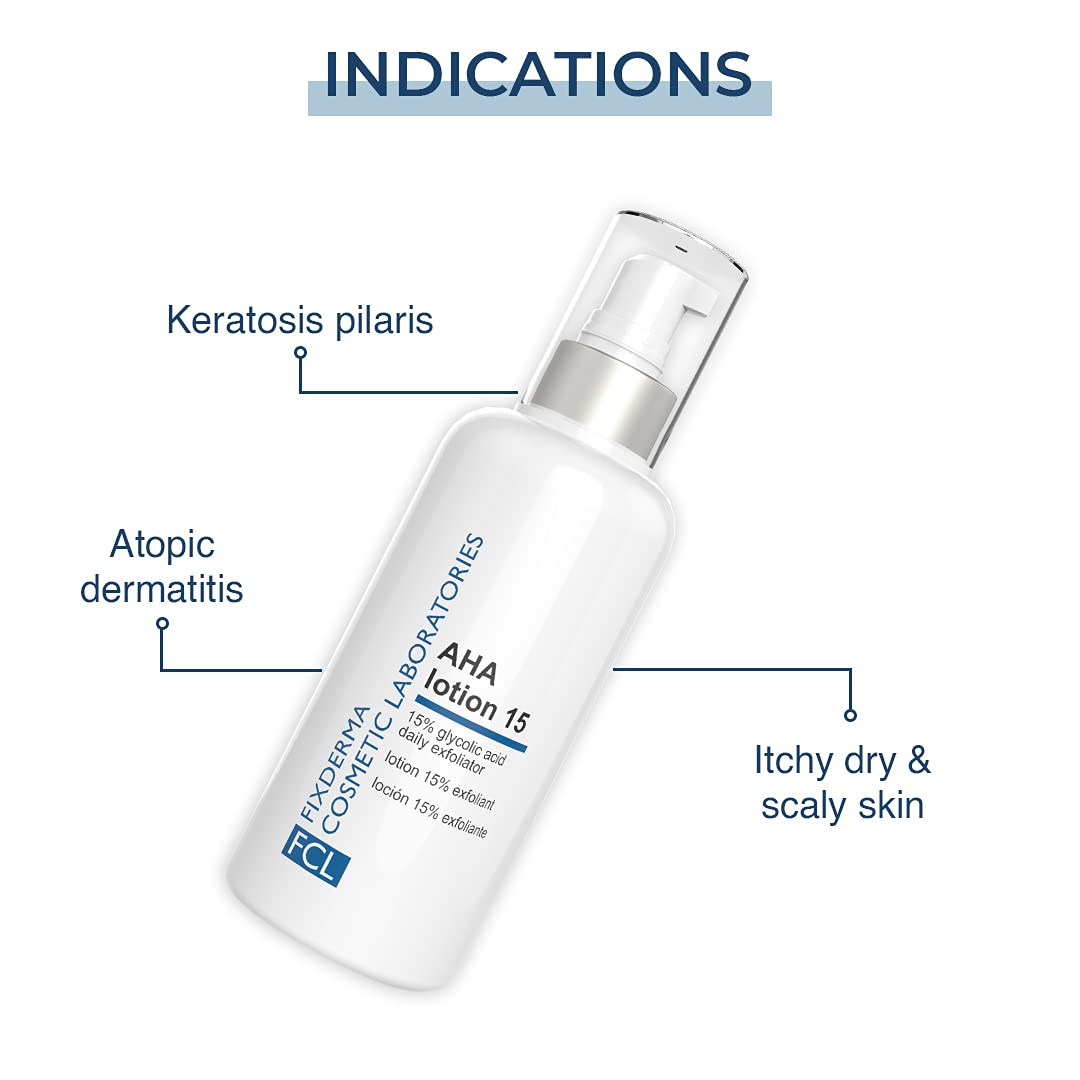 INDICATIONS
Keratosis pilaris
Atopic
dermatitis
Itchy dry &
scaly skin
FCL
FIXDERMA
COSMETIC LABORATORIES
AHA
lotion 15
15% glycolic acid
daily exfoliator
lotion 15% exfoliant
loción 15% exfoliante